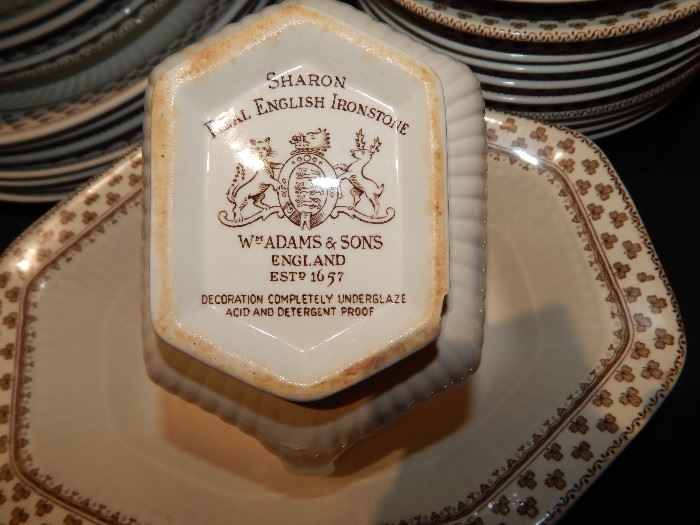 SHARON
REAL ENGLISH IRONSTONE
Wᴹ ADAMS & SONS
ENGLAND
ESTᴰ 1657
DECORATION COMPLETELY UNDERGLAZE
ACID AND DETERGENT PROOF